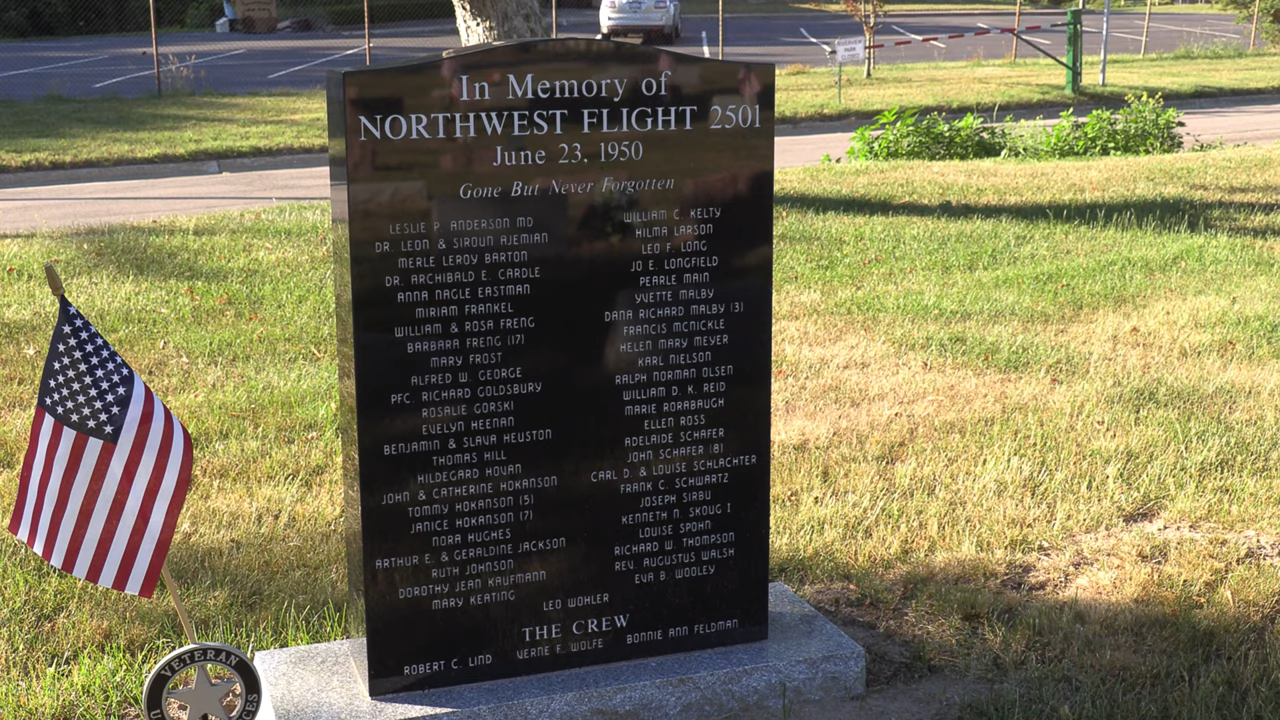 In Memory of
NORTHWEST FLIGHT 2501
June 23, 1950
Gone But Never Forgotten
LESLIE P. ANDERSON MD
DR. LEON & SIROUN AJEMIAN
MERLE LEROY BARTON
DR. ARCHIBALD E. CARDLE
ANNA NAGLE EASTMAN
MIRIAM FRANKEL
WILLIAM & ROSA FRENG
BARBARA FRENG (17)
MARY FROST
ALFRED W. GEORGE
PFC. RICHARD GOLDSBURY
ROSALIE GORSKI
EVELYN HEENAN
BENJAMIN & SLAVA HEUSTON
THOMAS HILL
HILDEGARD HOVAN
JOHN & CATHERINE HOKANSON
TOMMY HOKANSON (5)
JANICE HOKANSON (7)
NORA HUGHES
ARTHUR E. & GERALDINE JACKSON
RUTH JOHNSON
DOROTHY JEAN KAUFMANN
MARY KEATING
WILLIAM C. KELTY
HILMA LARSON
LEO F. LONG
JO E. LONGFIELD
PEARLE MAIN
YVETTE MALBY
DANA RICHARD MALBY (3)
FRANCIS MCNICKLE
HELEN MARY MEYER
KARL NIELSON
RALPH NORMAN OLSEN
WILLIAM D. K. REID
MARIE RORABAUGH
ELLEN ROSS
ADELAIDE SCHAFER
JOHN SCHAFER (8)
CARL D. & LOUISE SCHLACHTER
FRANK C. SCHWARTZ
JOSEPH SIRBU
KENNETH N. SKOUG I
LOUISE SPOHN
RICHARD W. THOMPSON
REV. AUGUSTUS WALSH
EVA B. WOOLEY
LEO WOHLER
THE CREW
ROBERT C. LIND VERNE F. WOLFE BONNIE ANN FELDMAN
VETERAN